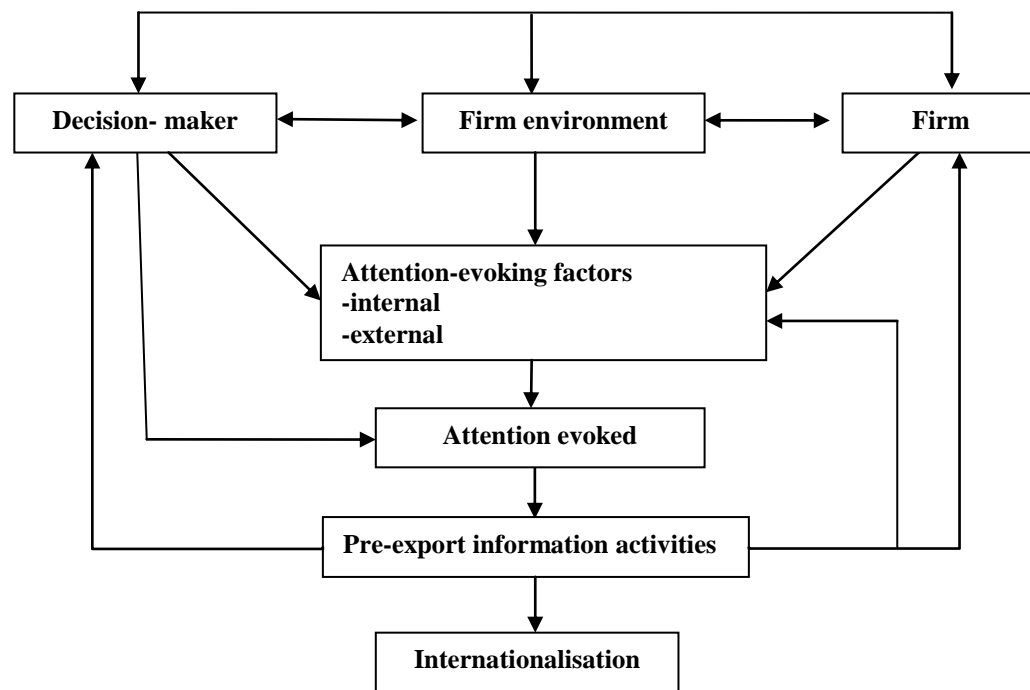 Decision- maker
Firm environment
Firm
Attention-evoking factors
-internal
-external
Attention evoked
Pre-export information activities
Internationalisation